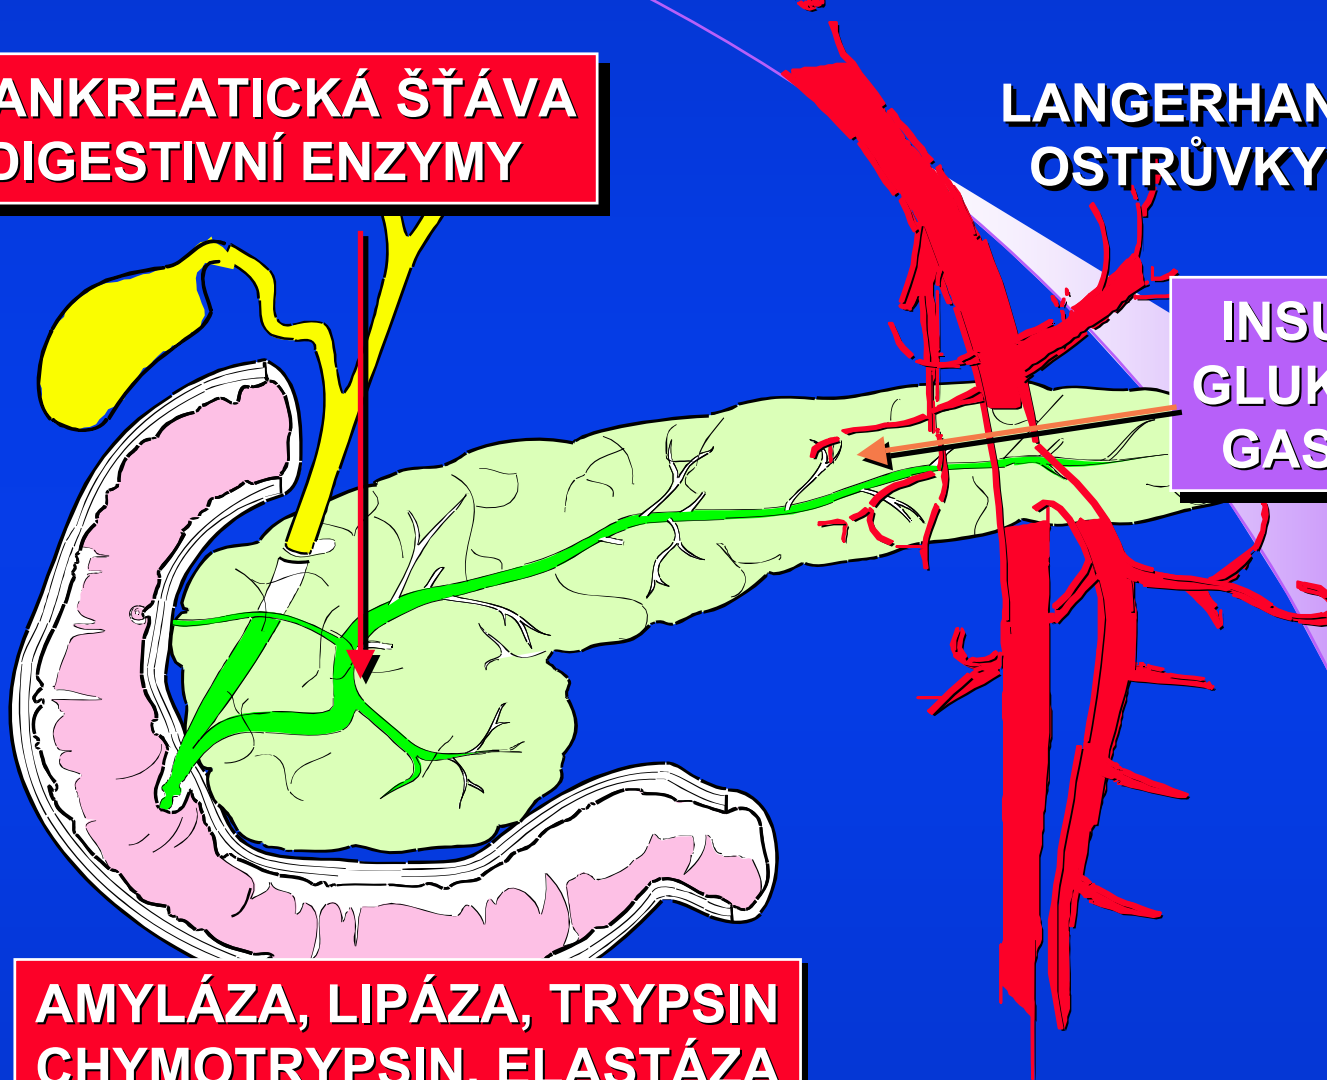 ANKREATICKÁ ŠŤÁVA
DIGESTIVNÍ ENZYMY
LANGERHAN
OSTRŮVKY
INSU
GLUK
GAS
AMYLÁZA, LIPÁZA, TRYPSIN
CHYMOTRYPSIN, ELASTÁZA